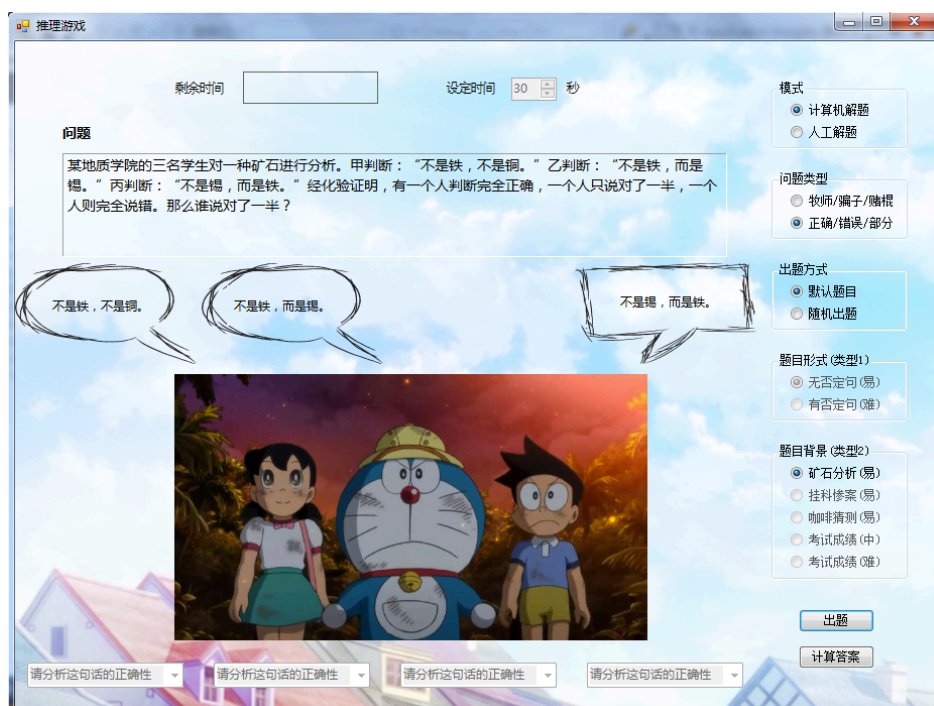 推理游戏
剩余时间
设定时间 30 秒
问题
某地质学院的三名学生对一种矿石进行分析。甲判断：“不是铁，不是铜。”乙判断：“不是铁，而是
锡。”丙判断：“不是锡，而是铁。”经化验证明，有一个人判断完全正确，一个人只说对了一半，一个
人则完全说错。那么谁说对了一半？
不是铁，不是铜。
不是铁，而是锡。
不是锡，而是铁。
请分析这句话的正确性
请分析这句话的正确性
请分析这句话的正确性
请分析这句话的正确性
模式
计算机解题
人工解题
问题类型
牧师/骗子/赌棍
正确/错误/部分
出题方式
默认题目
随机出题
题目形式(类型1)
无否定句(易)
有否定句(难)
题目背景(类型2)
矿石分析(易)
挂科惨案(易)
咖啡猜测(易)
考试成绩(中)
考试成绩(难)
出题
计算答案